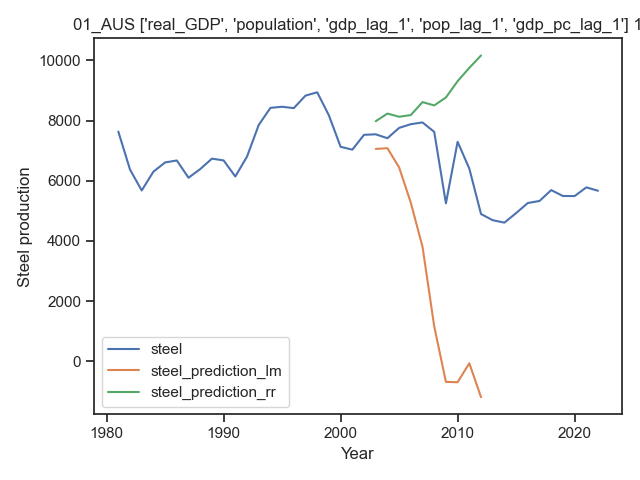 01_AUS ['real_GDP', 'population', 'gdp_lag_1', 'pop_lag_1', 'gdp_pc_lag_1'] 1
10000
8000
6000
4000
2000
0
Steel production
steel
steel_prediction_lm
steel_prediction_rr
1980 1990 2000 2010 2020
Year